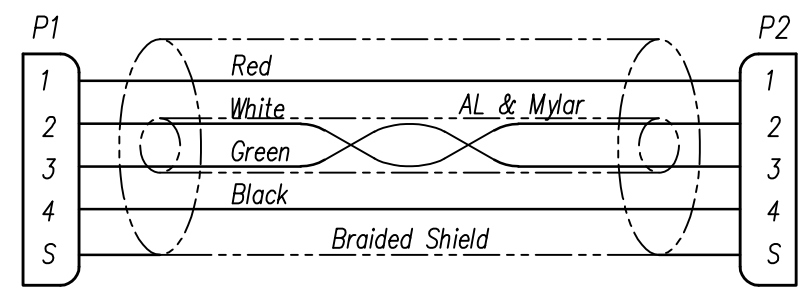 P1 P2
1 Red 1
White AL & Mylar
2 2
Green
3 3
Black
4 4
S Braided Shield S